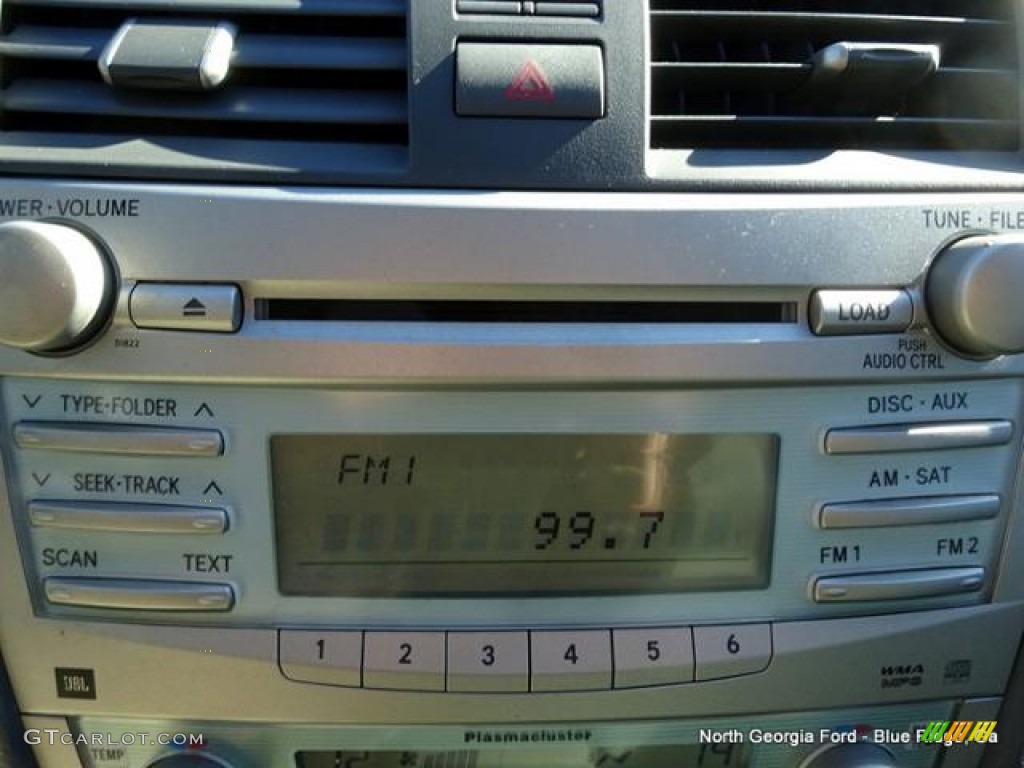 WER · VOLUME
TUNE · FILE
LOAD
51822
PUSH
AUDIO CTRL
TYPE·FOLDER
DISC · AUX
FM1
SEEK·TRACK
AM · SAT
99.7
SCAN TEXT
FM1 FM2
1 2 3 4 5 6
JBL
WMA
MP3
TEMP
Plasmacluster
GTCARLOT.COM
North Georgia Ford - Blue Ridge, Ga